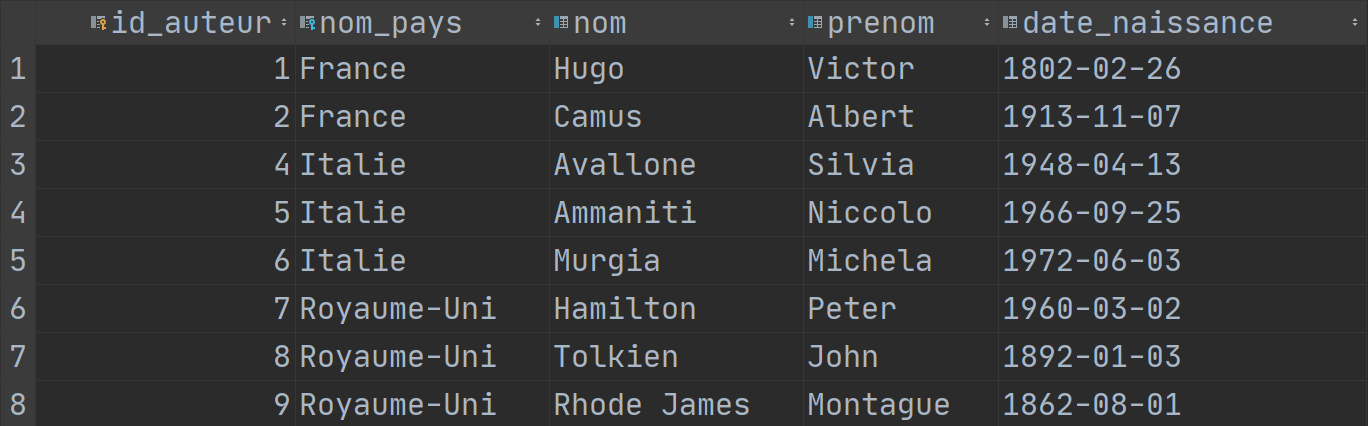 id_auteur nom_pays nom prenom date_naissance
1 1 France Hugo Victor 1802-02-26
2 2 France Camus Albert 1913-11-07
3 4 Italie Avallone Silvia 1948-04-13
4 5 Italie Ammaniti Niccolo 1966-09-25
5 6 Italie Murgia Michela 1972-06-03
6 7 Royaume-Uni Hamilton Peter 1960-03-02
7 8 Royaume-Uni Tolkien John 1892-01-03
8 9 Royaume-Uni Rhode James Montague 1862-08-01